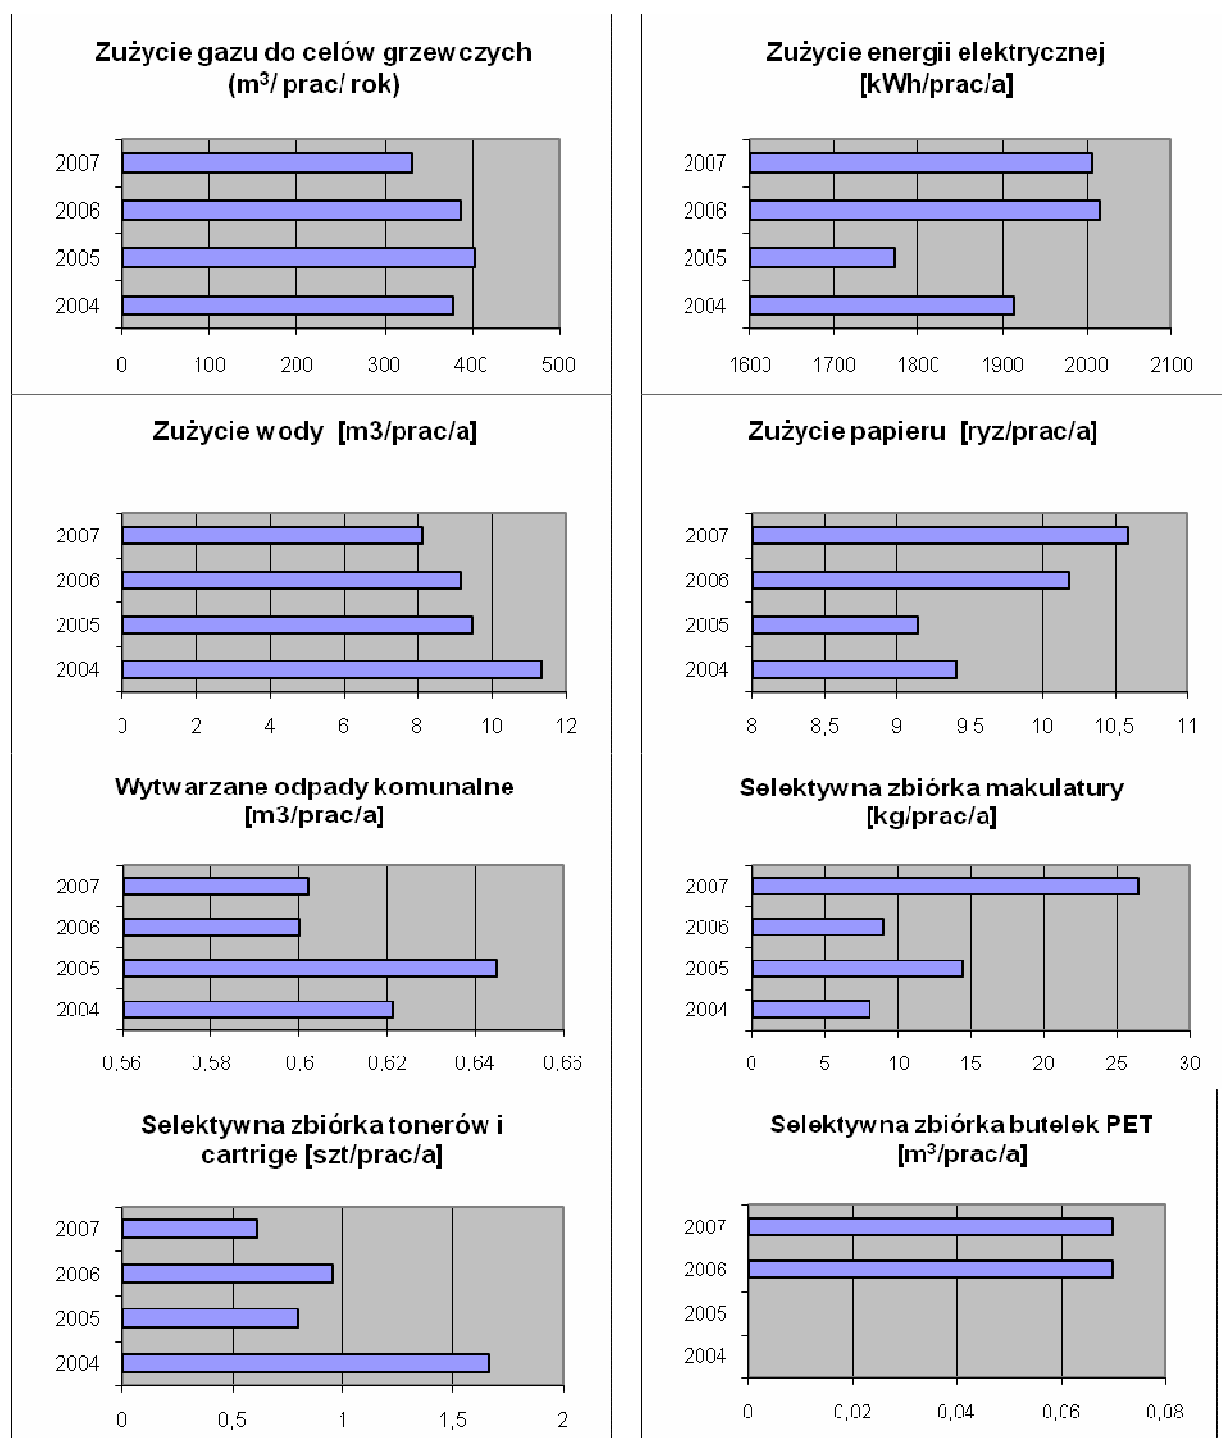 Zużycie gazu do celów grzewczych
(m³/ prac/ rok)
2007
2006
2005
2004
0 100 200 300 400 500
Zużycie energii elektrycznej
[kWh/prac/a]
2007
2006
2005
2004
1600 1700 1800 1900 2000 2100
Zużycie wody [m3/prac/a]
2007
2006
2005
2004
0 2 4 6 8 10 12
Zużycie papieru [ryz/prac/a]
2007
2006
2005
2004
8 8,5 9 9,5 10 10,5 11
Wytwarzane odpady komunalne
[m3/prac/a]
2007
2006
2005
2004
0,56 0,58 0,6 0,62 0,64 0,66
Selektywna zbiórka makulatury
[kg/prac/a]
2007
2006
2005
2004
0 5 10 15 20 25 30
Selektywna zbiórka tonerów i
cartrige [szt/prac/a]
2007
2006
2005
2004
0 0,5 1 1,5 2
Selektywna zbiórka butelek PET
[m³/prac/a]
2007
2006
2005
2004
0 0,02 0,04 0,06 0,08